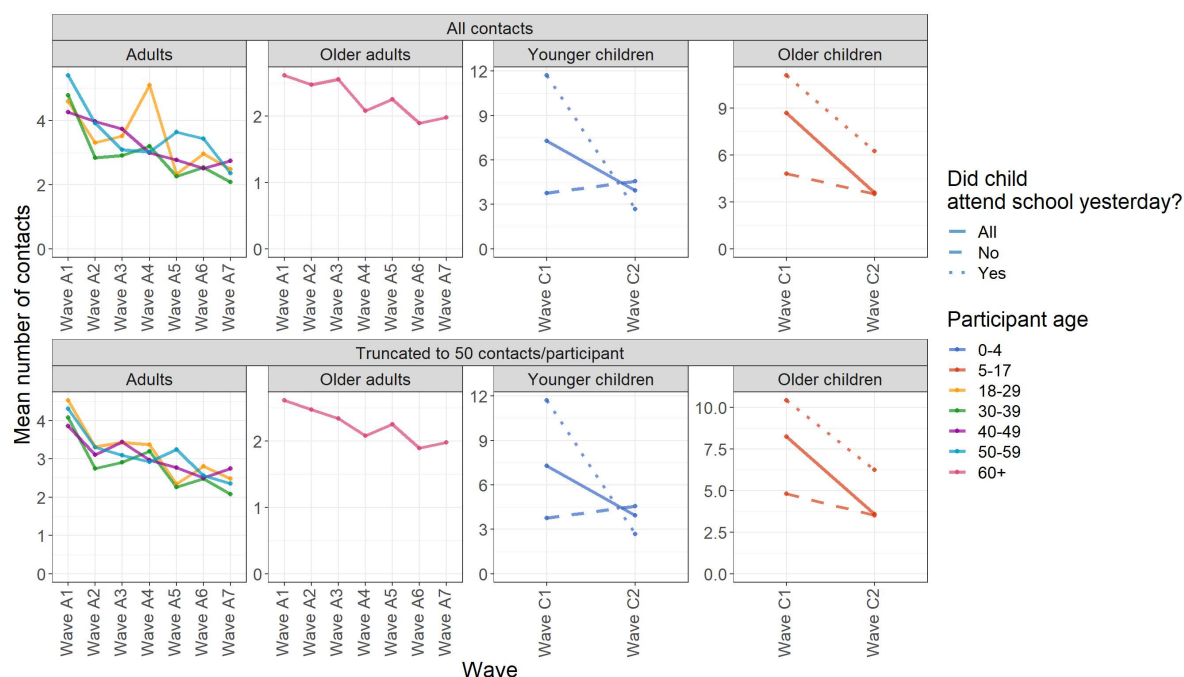 All contacts
Adults
Older adults
Younger children
Older children
Mean number of contacts
4
2
0
2
1
0
12
9
6
3
0
9
6
3
0
Wave A1
Wave A2
Wave A3
Wave A4
Wave A5
Wave A6
Wave A7
Wave A1
Wave A2
Wave A3
Wave A4
Wave A5
Wave A6
Wave A7
Wave C1
Wave C2
Wave C1
Wave C2
Truncated to 50 contacts/participant
Adults
Older adults
Younger children
Older children
4
3
2
1
0
2
1
0
12
9
6
3
0
10.0
7.5
5.0
2.5
0.0
Wave A1
Wave A2
Wave A3
Wave A4
Wave A5
Wave A6
Wave A7
Wave A1
Wave A2
Wave A3
Wave A4
Wave A5
Wave A6
Wave A7
Wave C1
Wave C2
Wave C1
Wave C2
Wave
Did child
attend school yesterday?
All
No
Yes
Participant age
0-4
5-17
18-29
30-39
40-49
50-59
60+